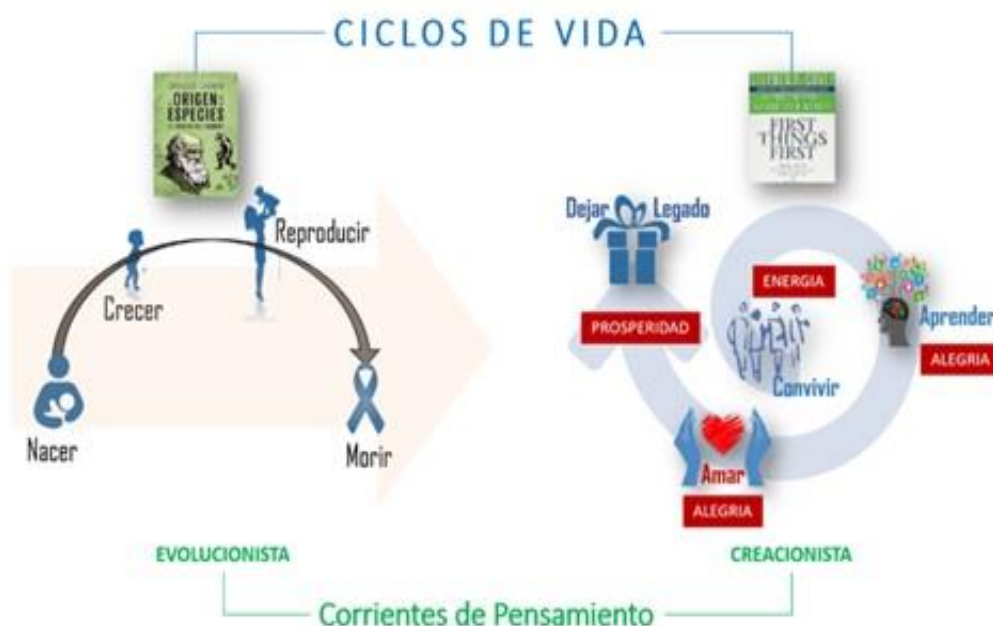 CICLOS DE VIDA
ORIGEN
ESPECIES
FIRST
THINGS
FIRST
Reproducir
Crecer
Nacer
Morir
Dejar Legado
PROSPERIDAD
ENERGIA
Convivir
Aprender
ALEGRIA
Amar
ALEGRIA
EVOLUCIONISTA
CREACIONISTA
Corrientes de Pensamiento